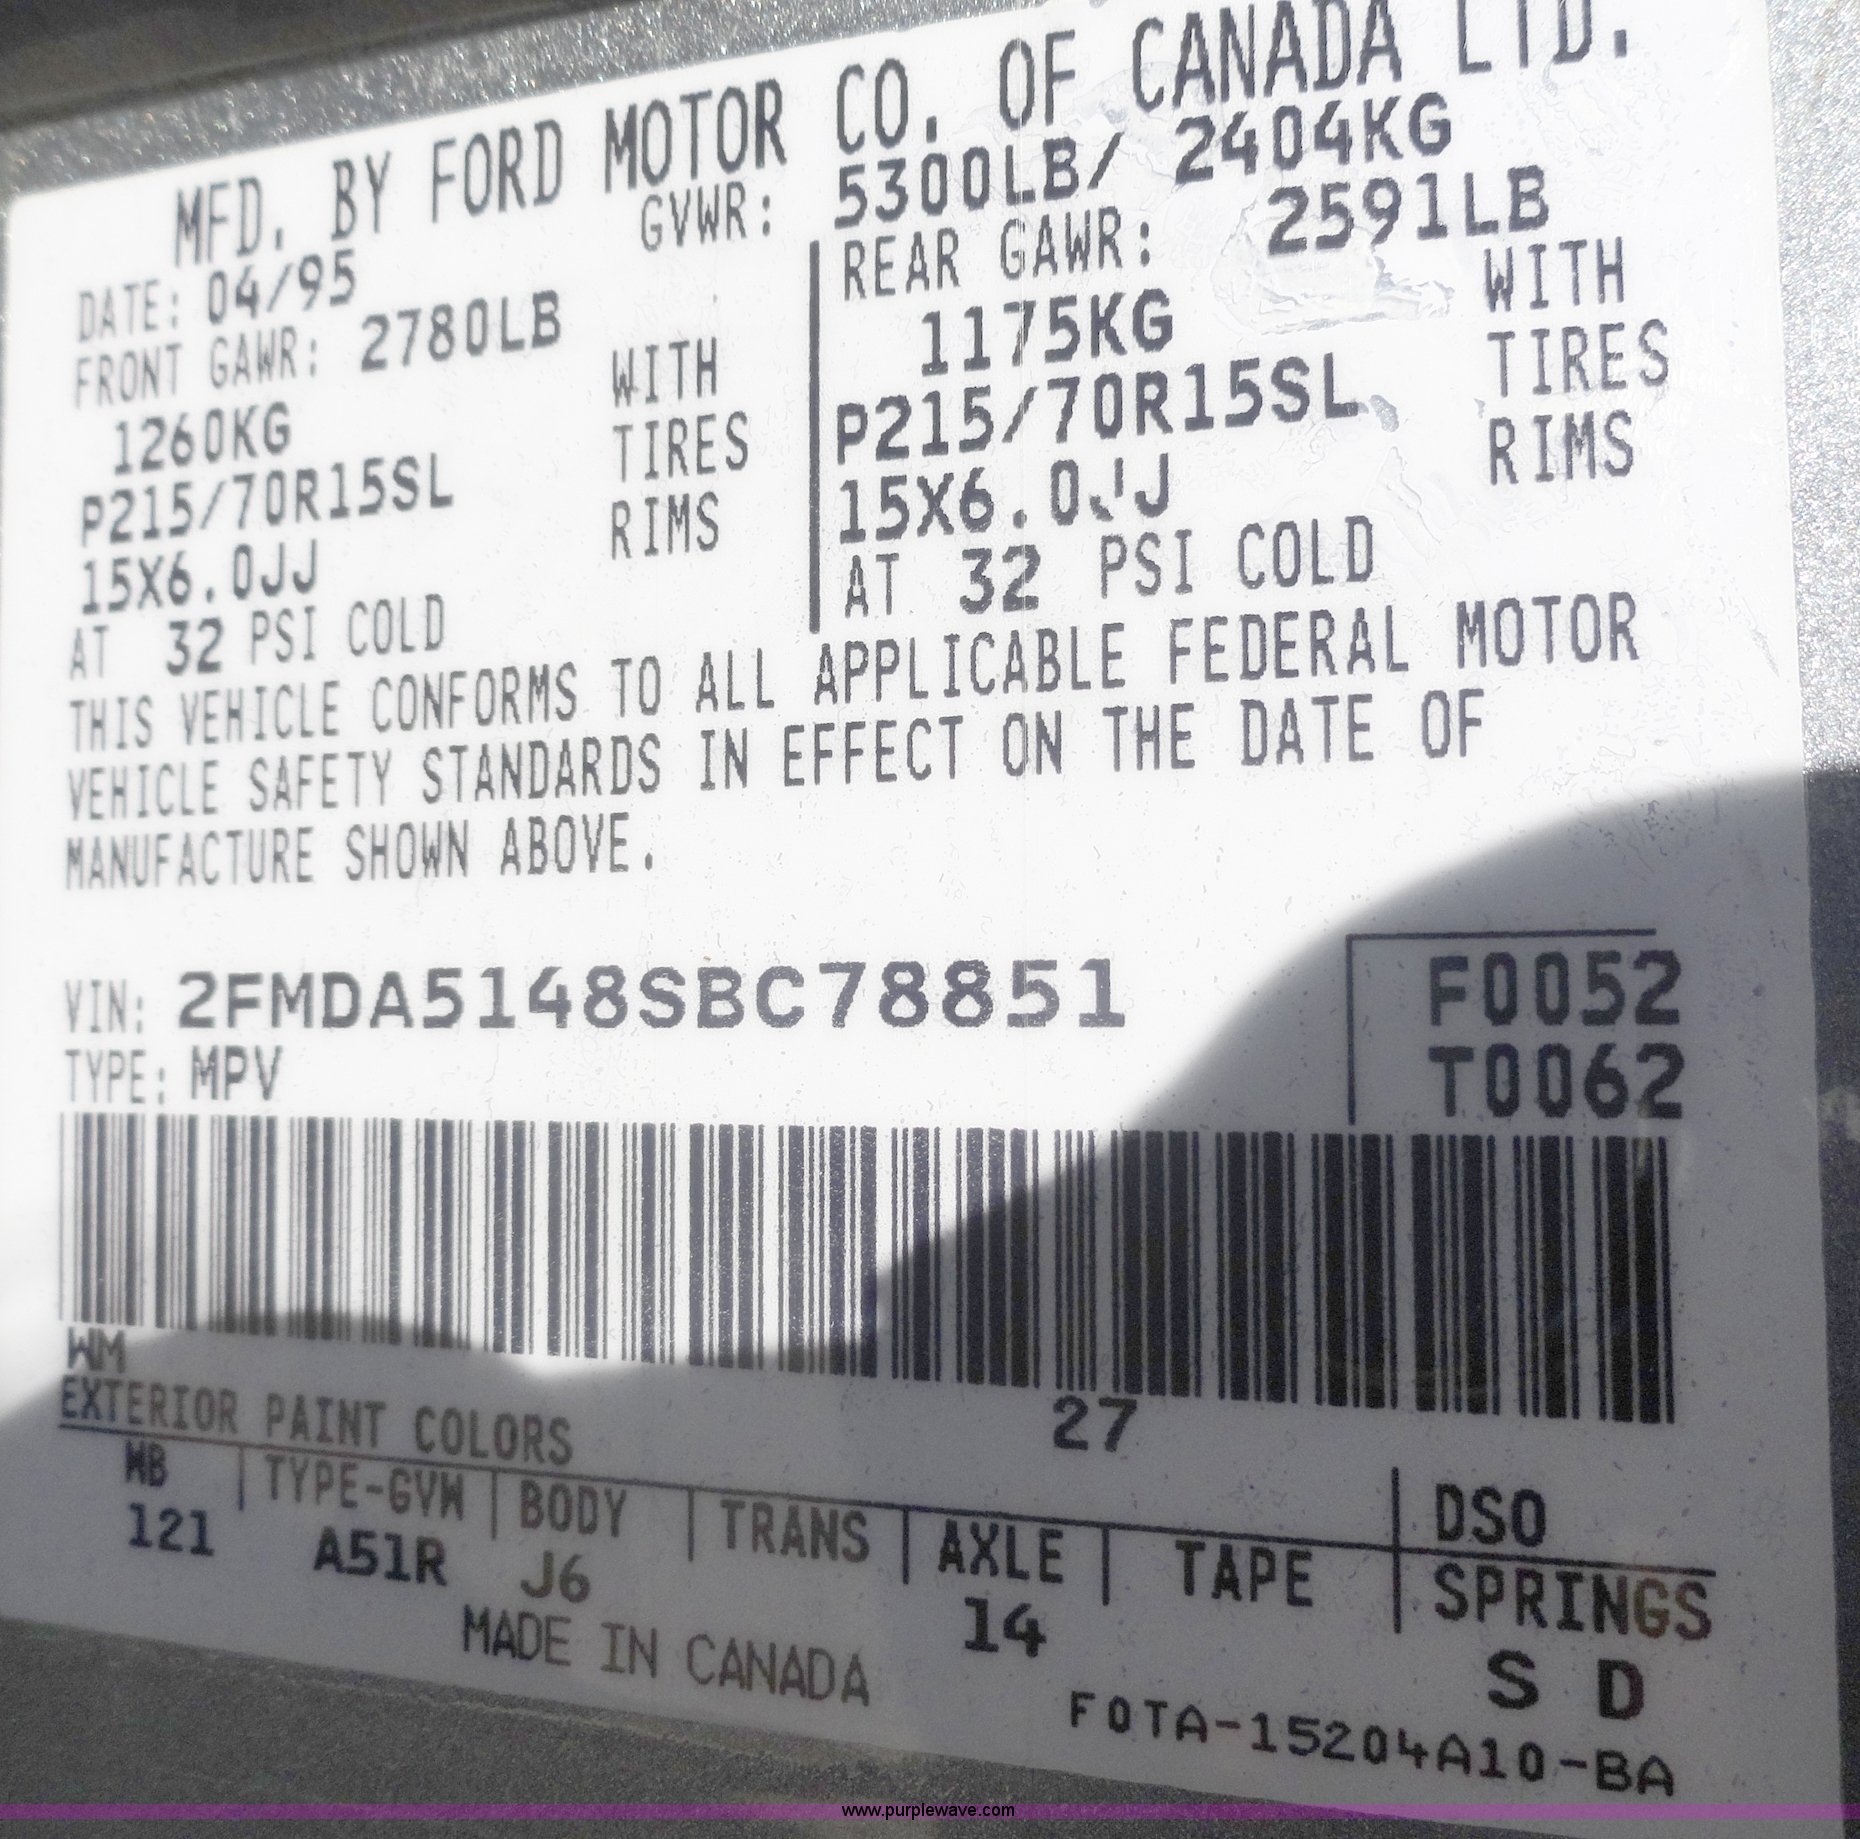 MFD. BY FORD MOTOR CO. OF CANADA LTD.
DATE: 04/95 GVWR: 5300LB/ 2404KG
FRONT GAWR: 2780LB
1260KG WITH
P215/70R15SL TIRES
15X6.0JJ RIMS
AT 32 PSI COLD
REAR GAWR: 2591LB
1175KG WITH
P215/70R15SL TIRES
15X6.0JJ RIMS
AT 32 PSI COLD
THIS VEHICLE CONFORMS TO ALL APPLICABLE FEDERAL MOTOR
VEHICLE SAFETY STANDARDS IN EFFECT ON THE DATE OF
MANUFACTURE SHOWN ABOVE.
VIN: 2FMDA5148SBC78851
TYPE: MPV
F0052
T0062
WM
EXTERIOR PAINT COLORS 27 DSO
WB TYPE-GVW BODY TRANS AXLE TAPE SPRINGS
121 A51R J6 14 S D
MADE IN CANADA
F0TA-15204A10-BA
www.purplewave.com